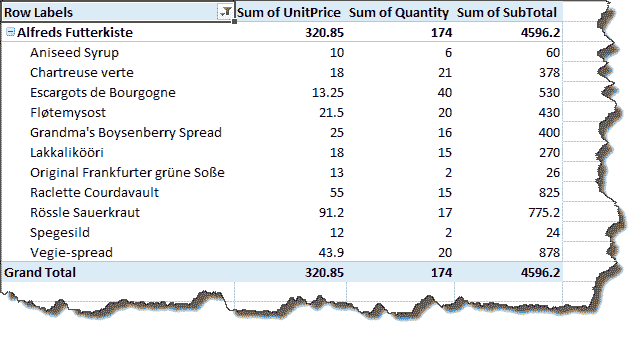 Row Labels Sum of UnitPrice Sum of Quantity Sum of SubTotal
Alfreds Futterkiste 320.85 174 4596.2
Aniseed Syrup 10 6 60
Chartreuse verte 18 21 378
Escargots de Bourgogne 13.25 40 530
Fløtemysost 21.5 20 430
Grandma's Boysenberry Spread 25 16 400
Lakkalikööri 18 15 270
Original Frankfurter grüne Soße 13 2 26
Raclette Courdavault 55 15 825
Rössle Sauerkraut 91.2 17 775.2
Spegesild 12 2 24
Vegie-spread 43.9 20 878
Grand Total 320.85 174 4596.2